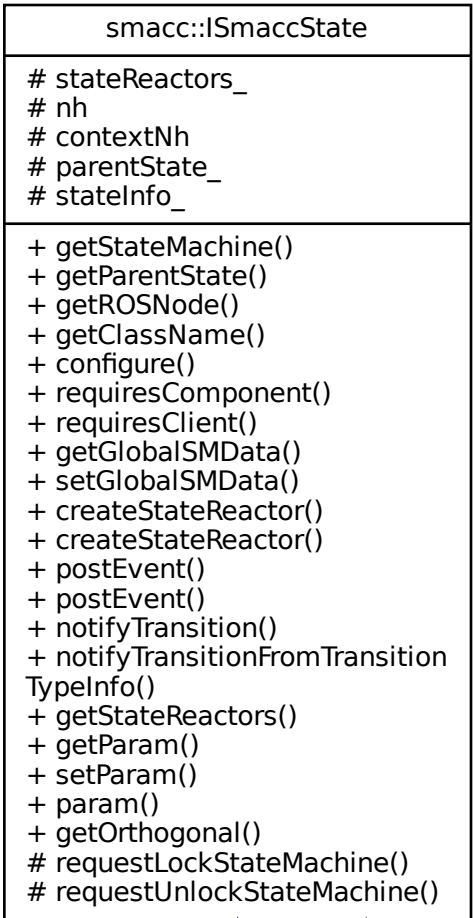 smacc::ISmaccState
# stateReactors_
# nh
# contextNh
# parentState_
# stateInfo_
+ getStateMachine()
+ getParentState()
+ getROSNode()
+ getClassName()
+ configure()
+ requiresComponent()
+ requiresClient()
+ getGlobalSMData()
+ setGlobalSMData()
+ createStateReactor()
+ createStateReactor()
+ postEvent()
+ postEvent()
+ notifyTransition()
+ notifyTransitionFromTransition
TypeInfo()
+ getStateReactors()
+ getParam()
+ setParam()
+ param()
+ getOrthogonal()
# requestLockStateMachine()
# requestUnlockStateMachine()